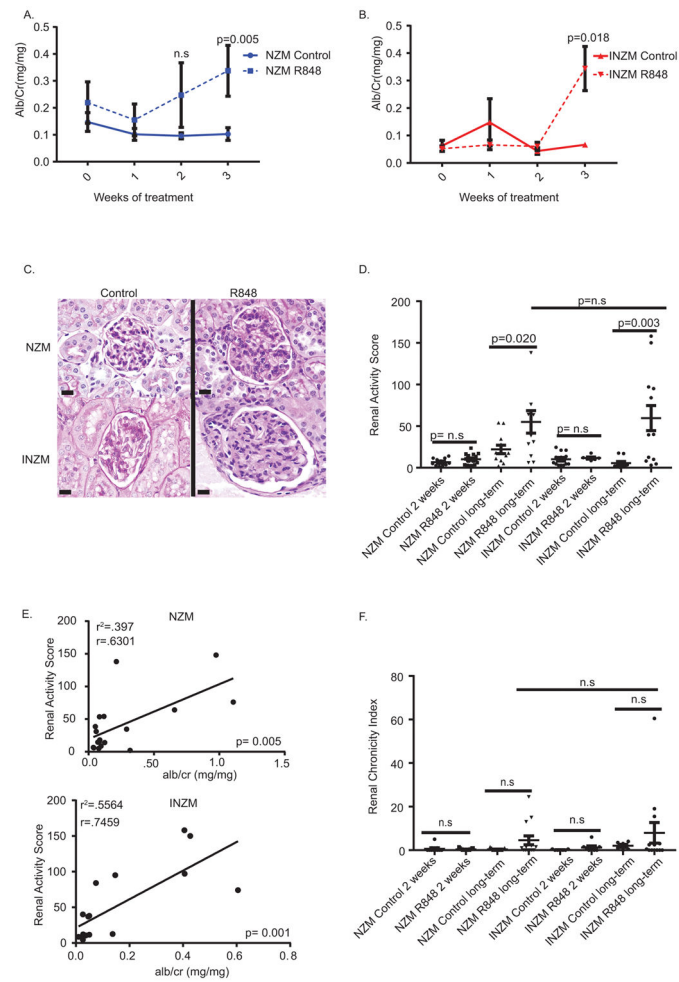 A.
Alb/Cr(mg/mg)
0.5
0.4
0.3
0.2
0.1
0.0
0
1
2
3
Weeks of treatment
n.s
p=0.005
NZM Control
NZM R848
B.
Alb/Cr(mg/mg)
0.5
0.4
0.3
0.2
0.1
0.0
0
1
2
3
Weeks of treatment
p=0.018
INZM Control
INZM R848
C.
Control
R848
NZM
INZM
D.
Renal Activity Score
200
150
100
50
0
p=n.s
p=0.020
p=0.003
p= n.s
p= n.s
NZM Control 2 weeks
NZM R848 2 weeks
NZM Control long-term
NZM R848 long-term
INZM Control 2 weeks
INZM R848 2 weeks
INZM Control long-term
INZM R848 long-term
E.
NZM
r²=.397
r=.6301
Renal Activity Score
200
150
100
50
0
0.0
.50
1.0
1.5
p= 0.005
alb/cr (mg/mg)
INZM
r²=.5564
r=.7459
Renal Activity Score
200
150
100
50
0
0.0
0.2
0.4
0.6
0.8
p= 0.001
alb/cr (mg/mg)
F.
Renal Chronicity Index
80
60
40
20
0
n.s
n.s
n.s
n.s
n.s
NZM Control 2 weeks
NZM R848 2 weeks
NZM Control long-term
NZM R848 long-term
INZM Control 2 weeks
INZM R848 2 weeks
INZM Control long-term
INZM R848 long-term